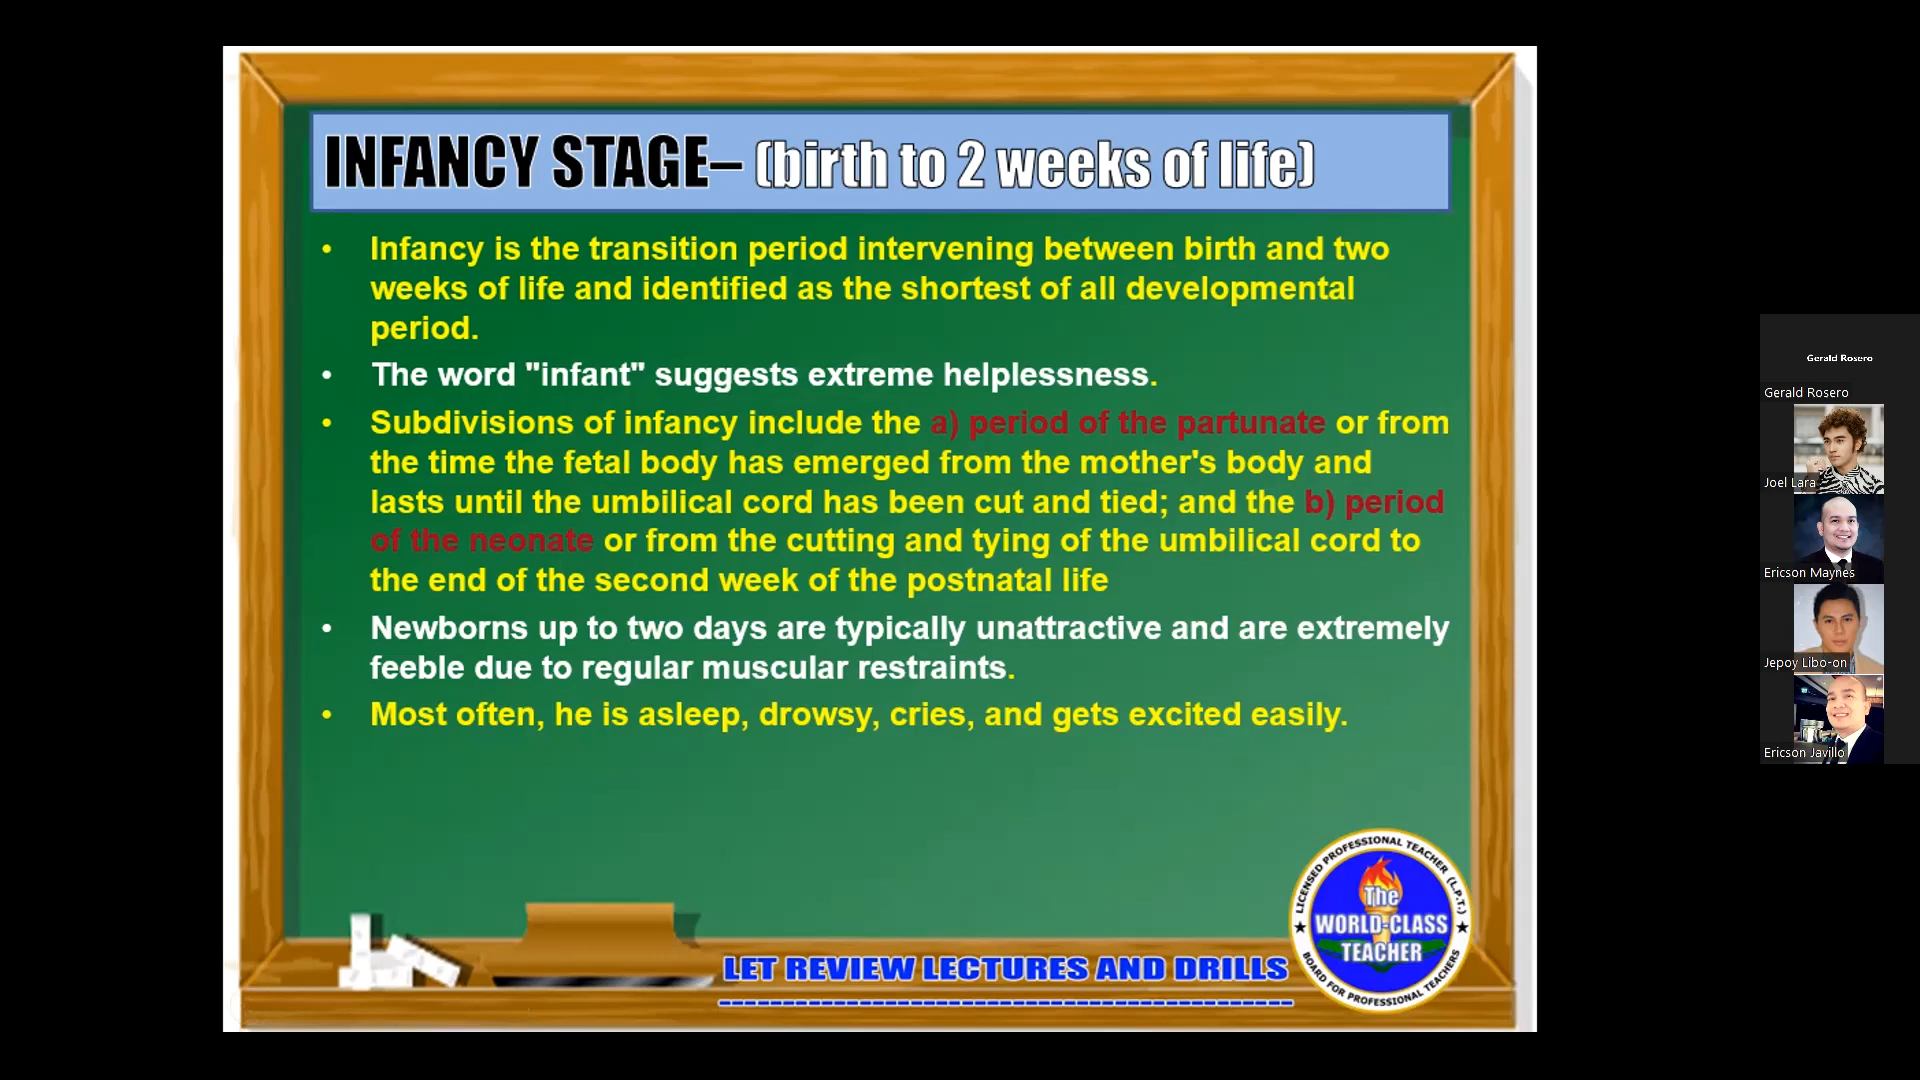 INFANCY STAGE– (birth to 2 weeks of life)
• Infancy is the transition period intervening between birth and two
weeks of life and identified as the shortest of all developmental
period.
• The word "infant" suggests extreme helplessness.
• Subdivisions of infancy include the a) period of the partunate or from
the time the fetal body has emerged from the mother's body and
lasts until the umbilical cord has been cut and tied; and the b) period
of the neonate or from the cutting and tying of the umbilical cord to
the end of the second week of the postnatal life
• Newborns up to two days are typically unattractive and are extremely
feeble due to regular muscular restraints.
• Most often, he is asleep, drowsy, cries, and gets excited easily.
LET REVIEW LECTURES AND DRILLS
LICENSED PROFESSIONAL TEACHER (L.P.T.)
The
WORLD-CLASS
TEACHER
BOARD FOR PROFESSIONAL TEACHERS
Gerald Rosero
Gerald Rosero
Joel Lara
Ericson Maynes
Jepoy Libo-on
Ericson Javillo